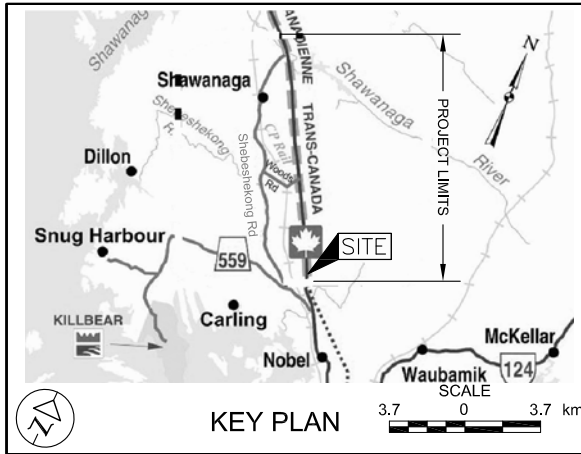 CANADIENNE
TRANS-CANADA
Shawanaga
Shawanaga
River
Shawanaga
Shebeshekong
R.
Dillon
Shebeshekong Rd
CP Rail
Woods
Rd
N
PROJECT LIMITS
Snug Harbour
559
SITE
KILLBEAR
Carling
Nobel
McKellar
Waubamik
124
N
KEY PLAN
SCALE
3.7 0 3.7 km